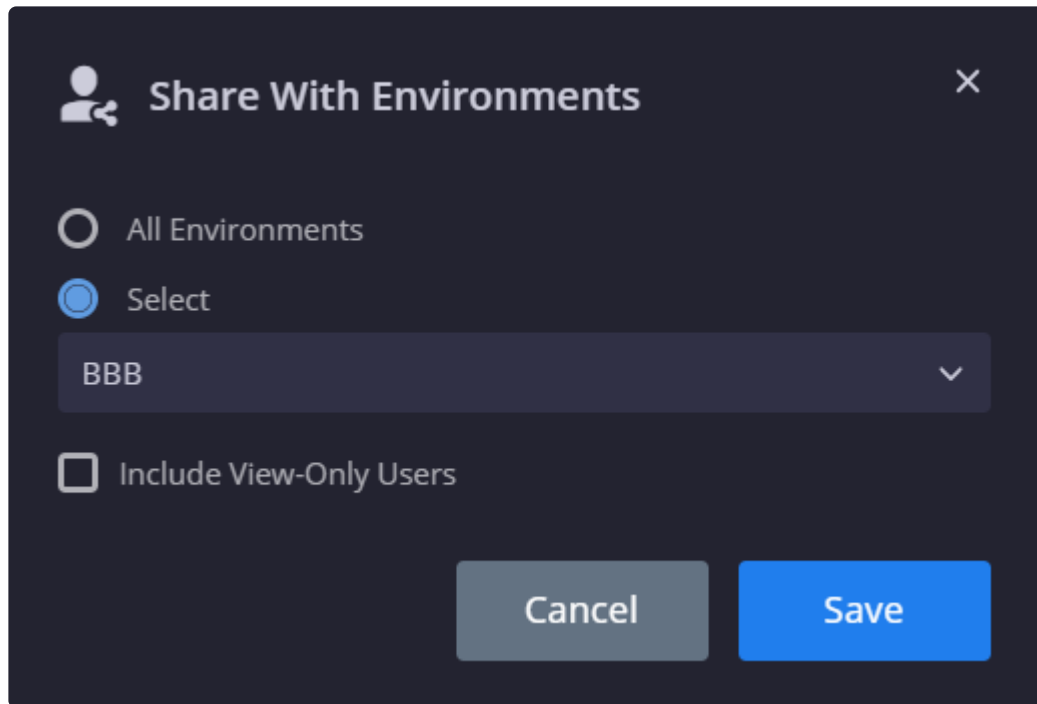 Share With Environments
All Environments
Select
BBB
Include View-Only Users
Cancel Save